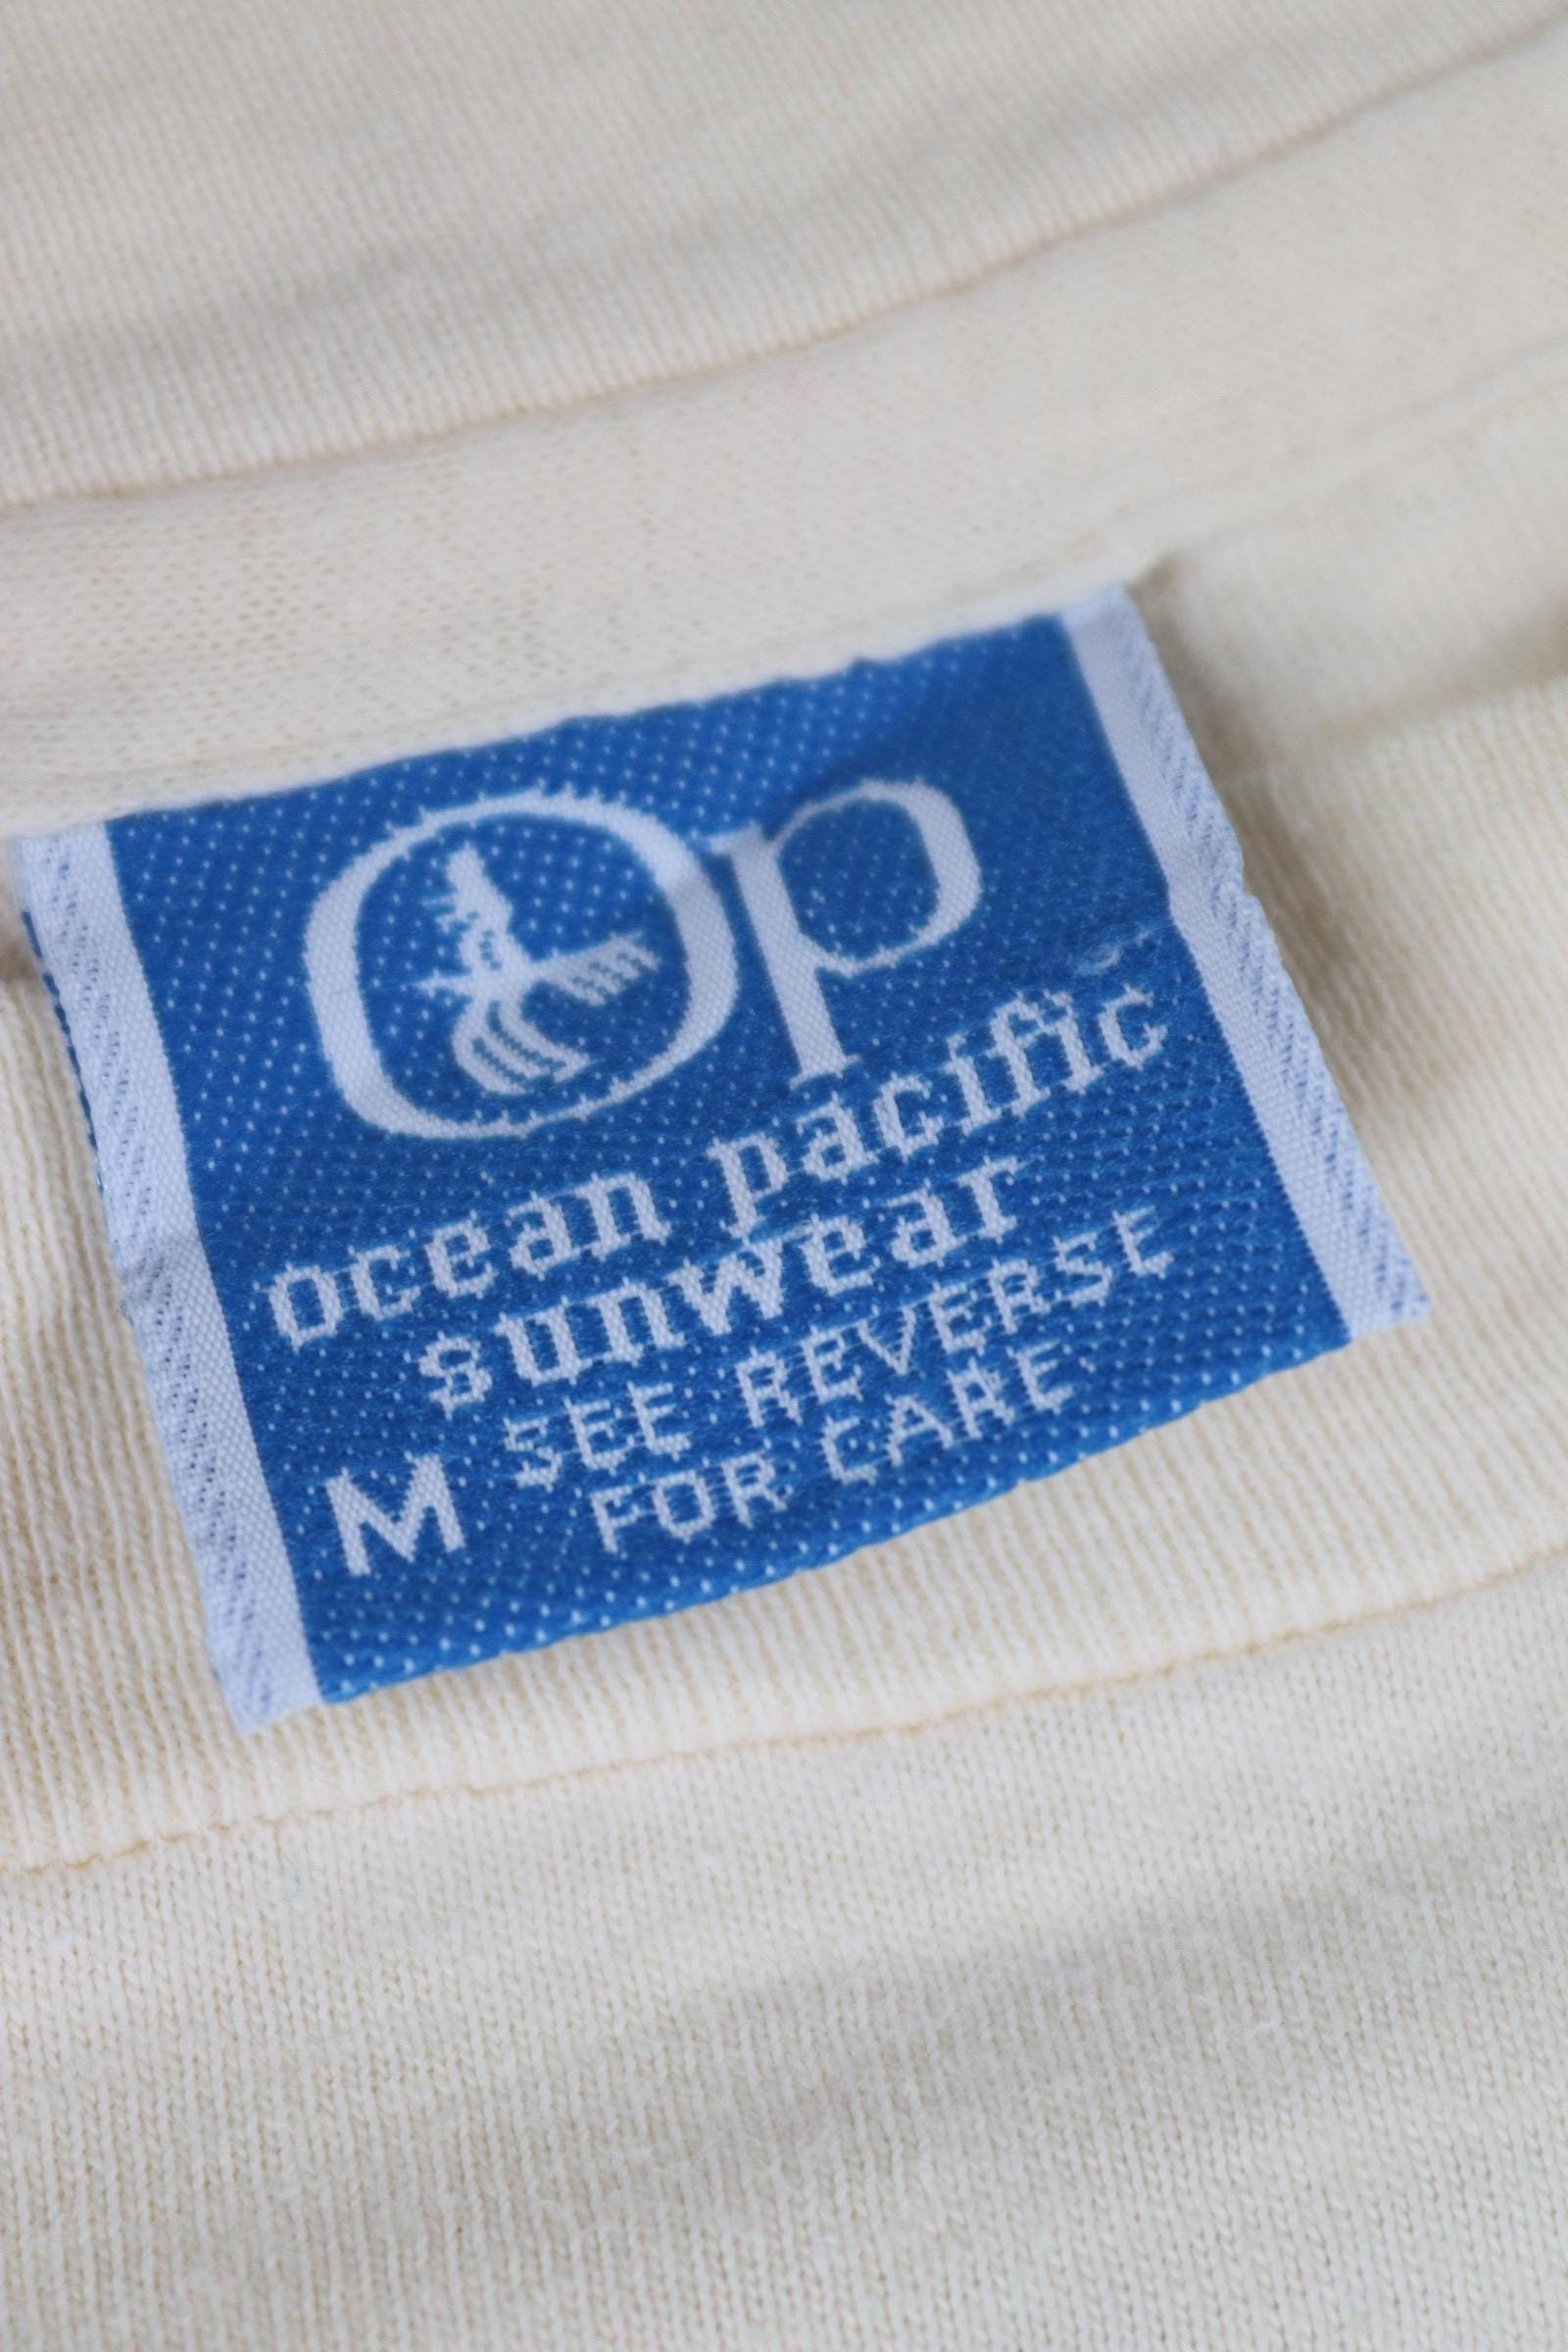 Op
ocean pacific
sunwear
SEE REVERSE
M FOR CARE